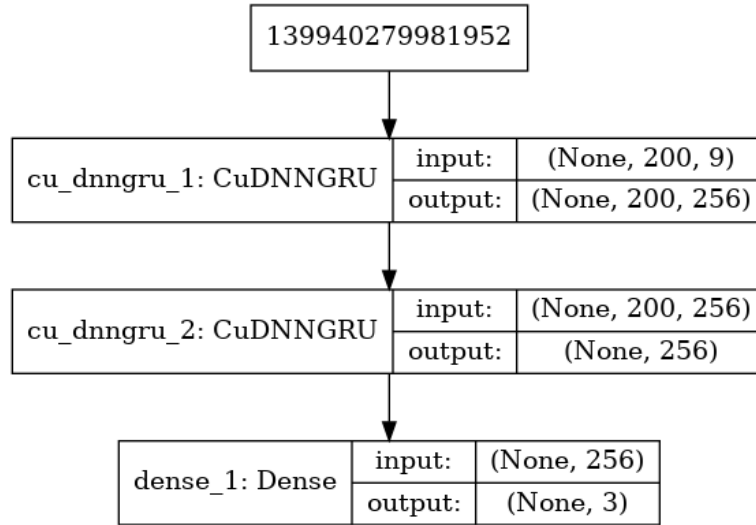 139940279981952
cu_dnngru_1: CuDNNGRU
input: (None, 200, 9)
output: (None, 200, 256)
cu_dnngru_2: CuDNNGRU
input: (None, 200, 256)
output: (None, 256)
dense_1: Dense
input: (None, 256)
output: (None, 3)